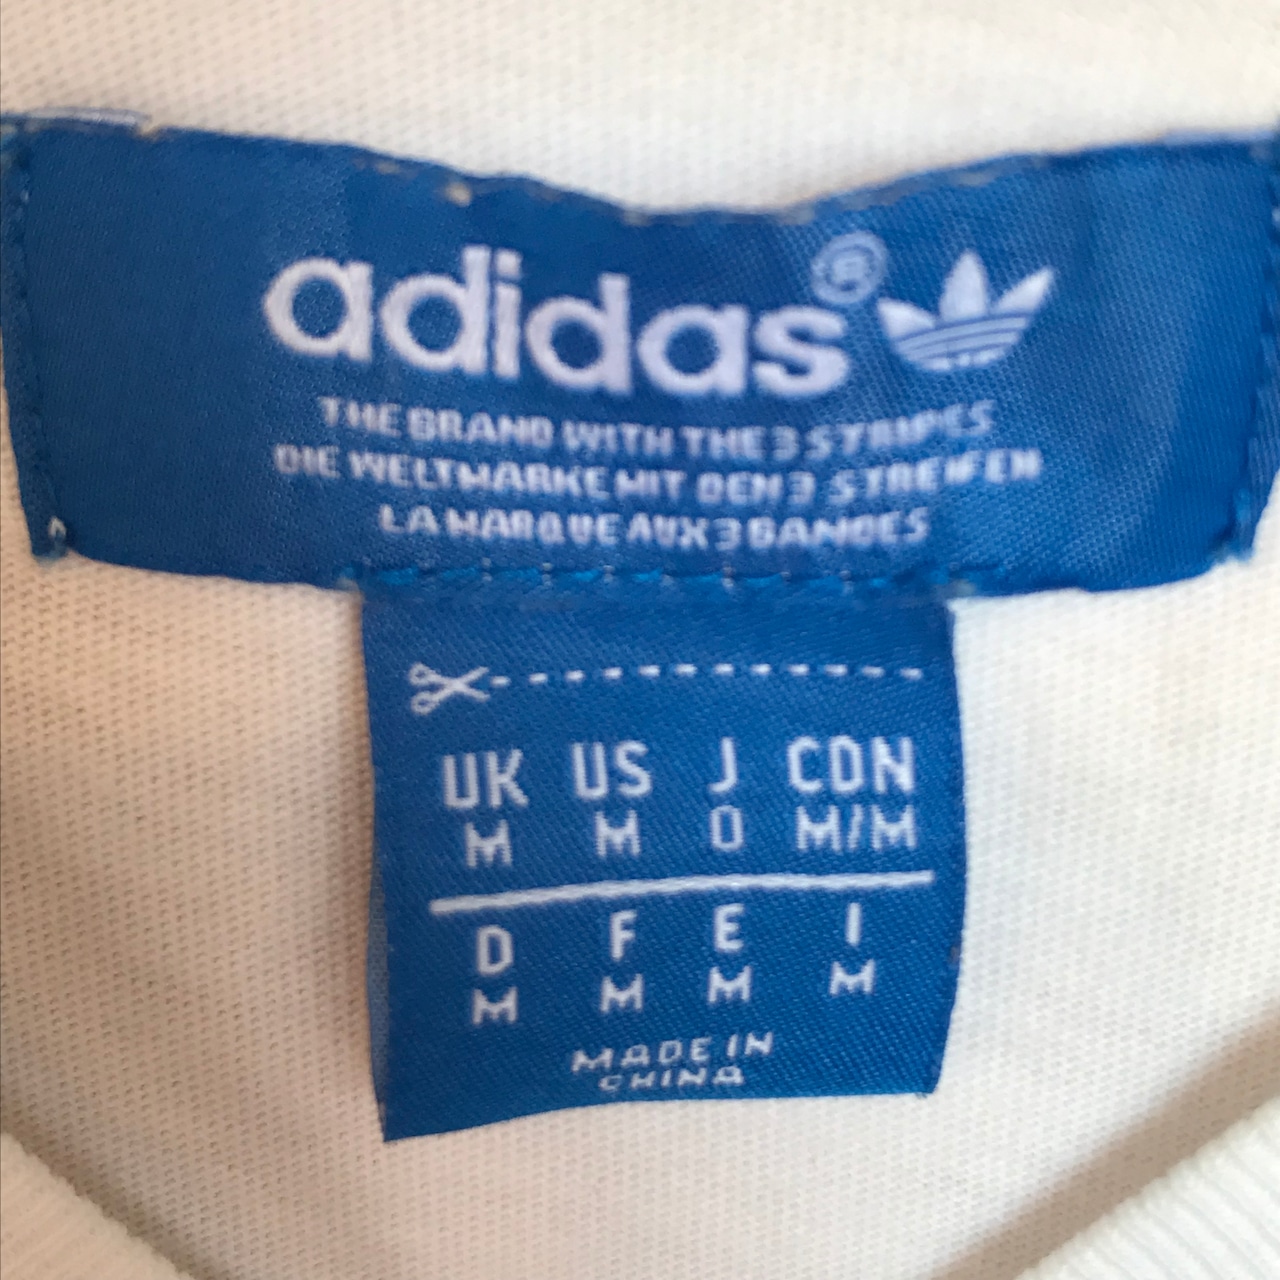 adidas®
THE BRAND WITH THE 3 STRIPES
DIE WELTMARKE MIT DEN 3 STREIFEN
LA MARQUE AUX 3 BANDES
UK US J CDN
M M O M/M
D F E I
M M M M
MADE IN
CHINA